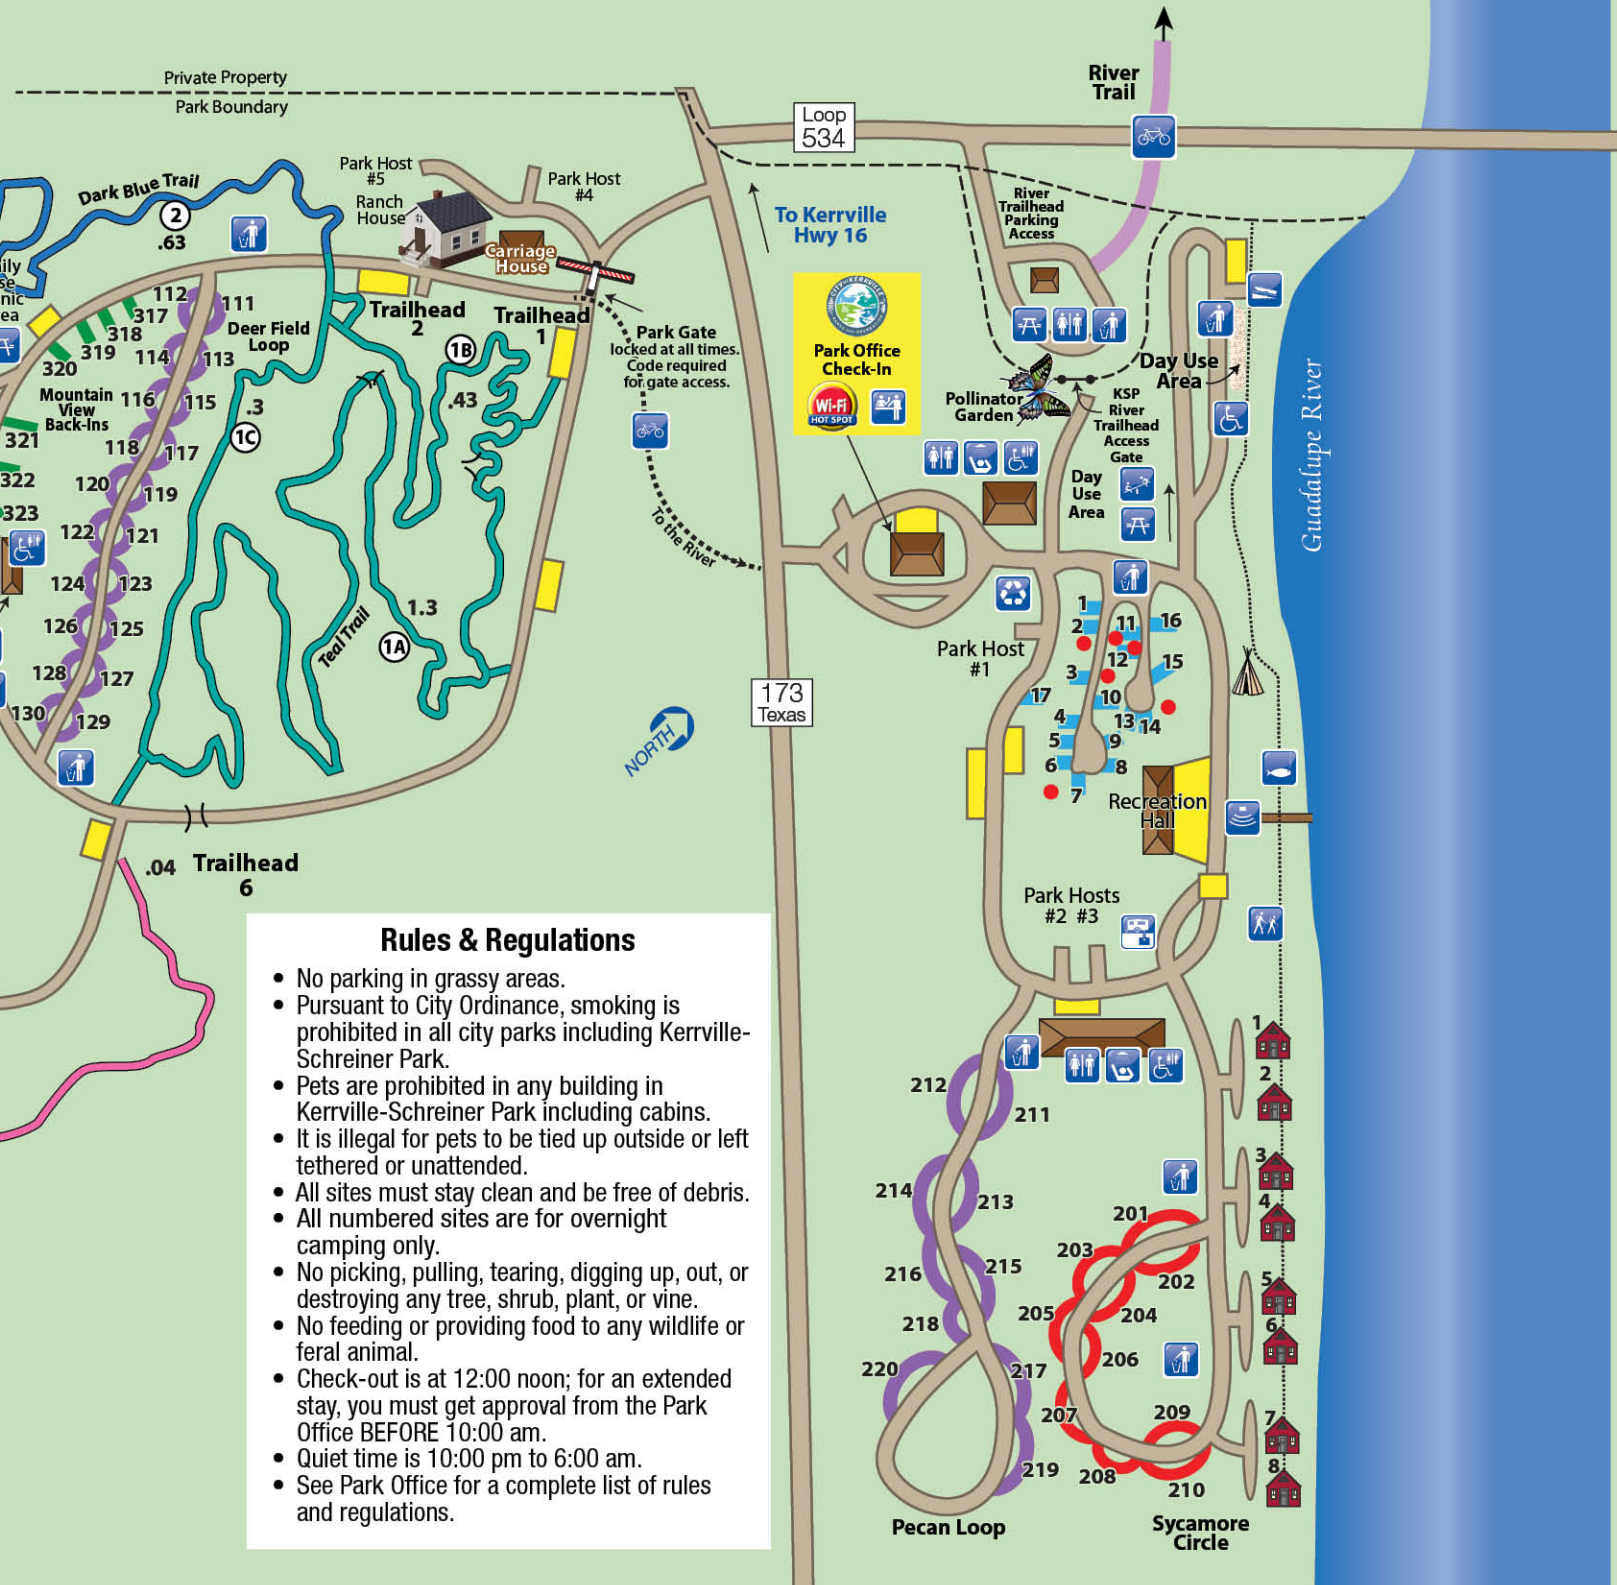 Private Property
Park Boundary
Dark Blue Trail
2
.63
Park Host
#5
Ranch
House
Park Host
#4
Carriage
House
Trailhead
2
Trailhead
1
Park Gate
locked at all times.
Code required
for gate access.
To the River
Loop
534
River
Trail
To Kerrville
Hwy 16
River
Trailhead
Parking
Access
CITY OF KERRVILLE
Park Office
Check-In
Wi-Fi
HOT SPOT
Pollinator
Garden
KSP
River
Trailhead
Access
Gate
Day Use
Area
Day
Use
Area
Guadalupe River
112
111
317
318
319
320
Deer Field
Loop
114
113
Mountain
View
Back-Ins
116
115
321
118
117
322
120
119
323
122
121
124
123
126
125
128
127
130
129
.3
1C
1B
.43
1.3
1A
Teal Trail
.04
Trailhead
6
NORTH
173
Texas
Park Host
#1
1
2
11
16
12
15
3
17
10
4
13
14
5
9
6
8
7
Recreation
Hall
Park Hosts
#2 #3
212
211
214
213
216
215
218
220
217
219
Pecan Loop
201
203
202
205
204
206
207
209
208
210
Sycamore
Circle
1
2
3
4
5
6
7
8
Rules & Regulations
• No parking in grassy areas.
• Pursuant to City Ordinance, smoking is
prohibited in all city parks including Kerrville-
Schreiner Park.
• Pets are prohibited in any building in
Kerrville-Schreiner Park including cabins.
• It is illegal for pets to be tied up outside or left
tethered or unattended.
• All sites must stay clean and be free of debris.
• All numbered sites are for overnight
camping only.
• No picking, pulling, tearing, digging up, out, or
destroying any tree, shrub, plant, or vine.
• No feeding or providing food to any wildlife or
feral animal.
• Check-out is at 12:00 noon; for an extended
stay, you must get approval from the Park
Office BEFORE 10:00 am.
• Quiet time is 10:00 pm to 6:00 am.
• See Park Office for a complete list of rules
and regulations.